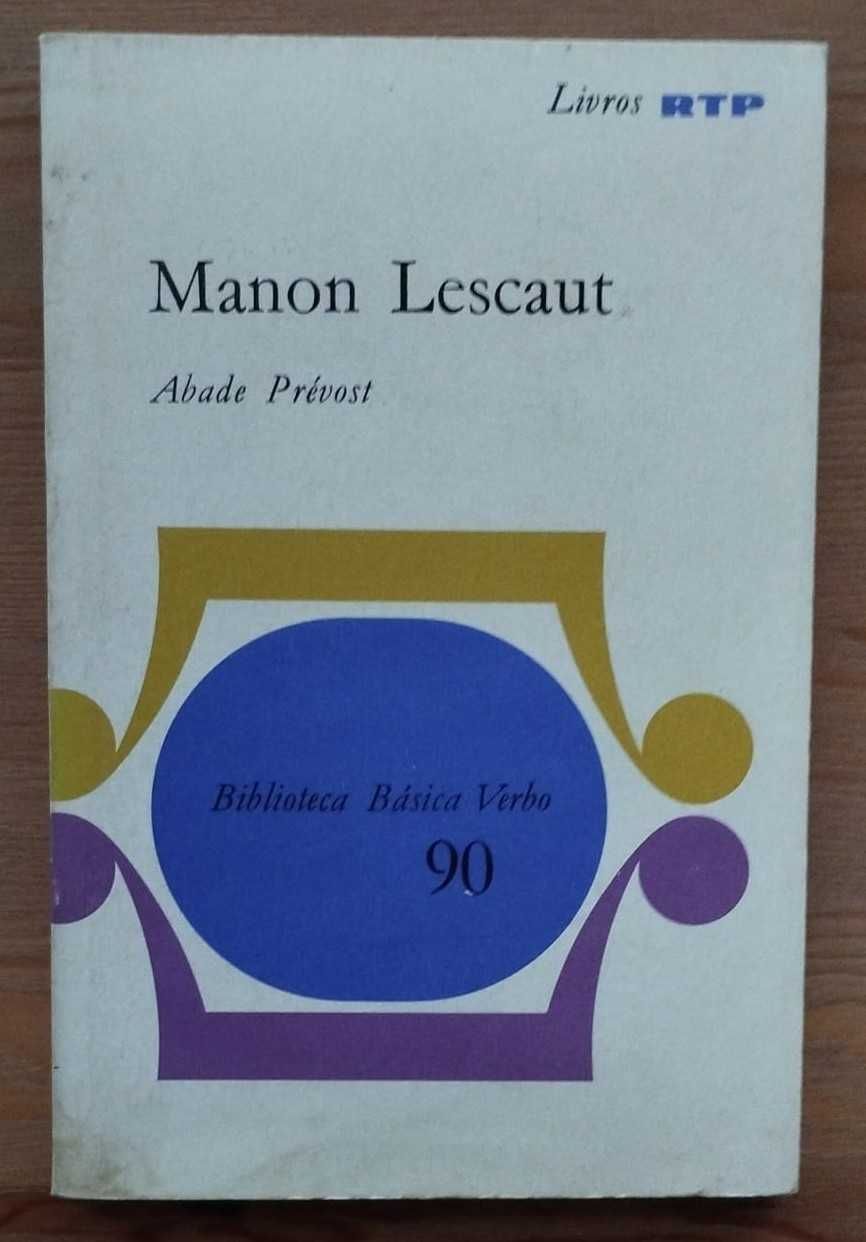 Livros RTP
Manon Lescaut
Abade Prévost
Biblioteca Básica Verbo
90